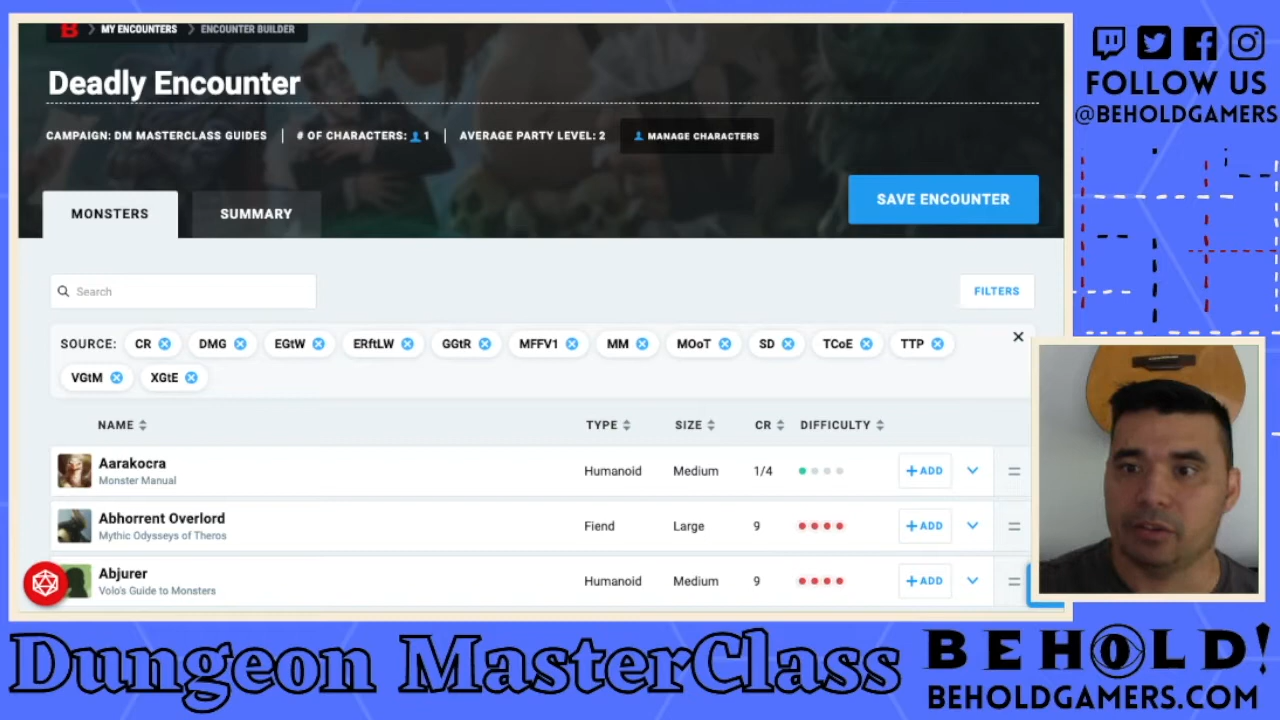 MY ENCOUNTERS ENCOUNTER BUILDER
Deadly Encounter
CAMPAIGN: DM MASTERCLASS GUIDES # OF CHARACTERS: 1 AVERAGE PARTY LEVEL: 2 MANAGE CHARACTERS
MONSTERS SUMMARY SAVE ENCOUNTER
Search FILTERS
SOURCE: CR DMG EGtW ERftLW GGtR MFFV1 MM MOoT SD TCoE TTP
VGtM XGtE
NAME TYPE SIZE CR DIFFICULTY
Aarakocra Humanoid Medium 1/4 +ADD
Monster Manual
Abhorrent Overlord Fiend Large 9 +ADD
Mythic Odysseys of Theros
Abjurer Humanoid Medium 9 +ADD
Volo's Guide to Monsters
FOLLOW US
@BEHOLDGAMERS
Dungeon MasterClass
BEHOLD!
BEHOLDGAMERS.COM